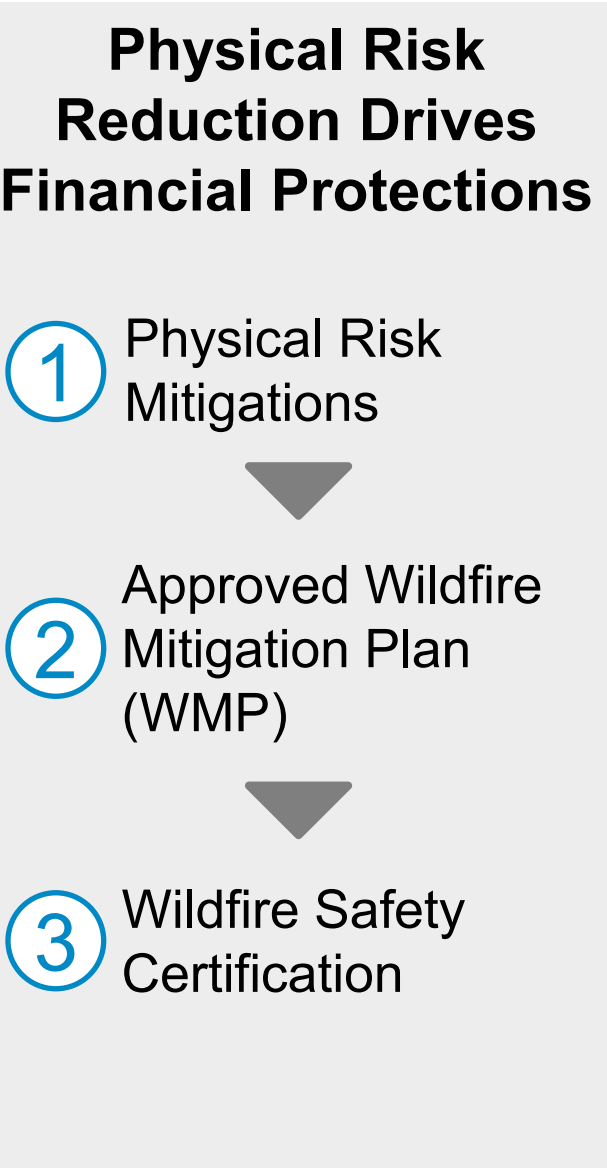 Physical Risk
Reduction Drives
Financial Protections
1 Physical Risk
Mitigations
2 Approved Wildfire
Mitigation Plan
(WMP)
3 Wildfire Safety
Certification